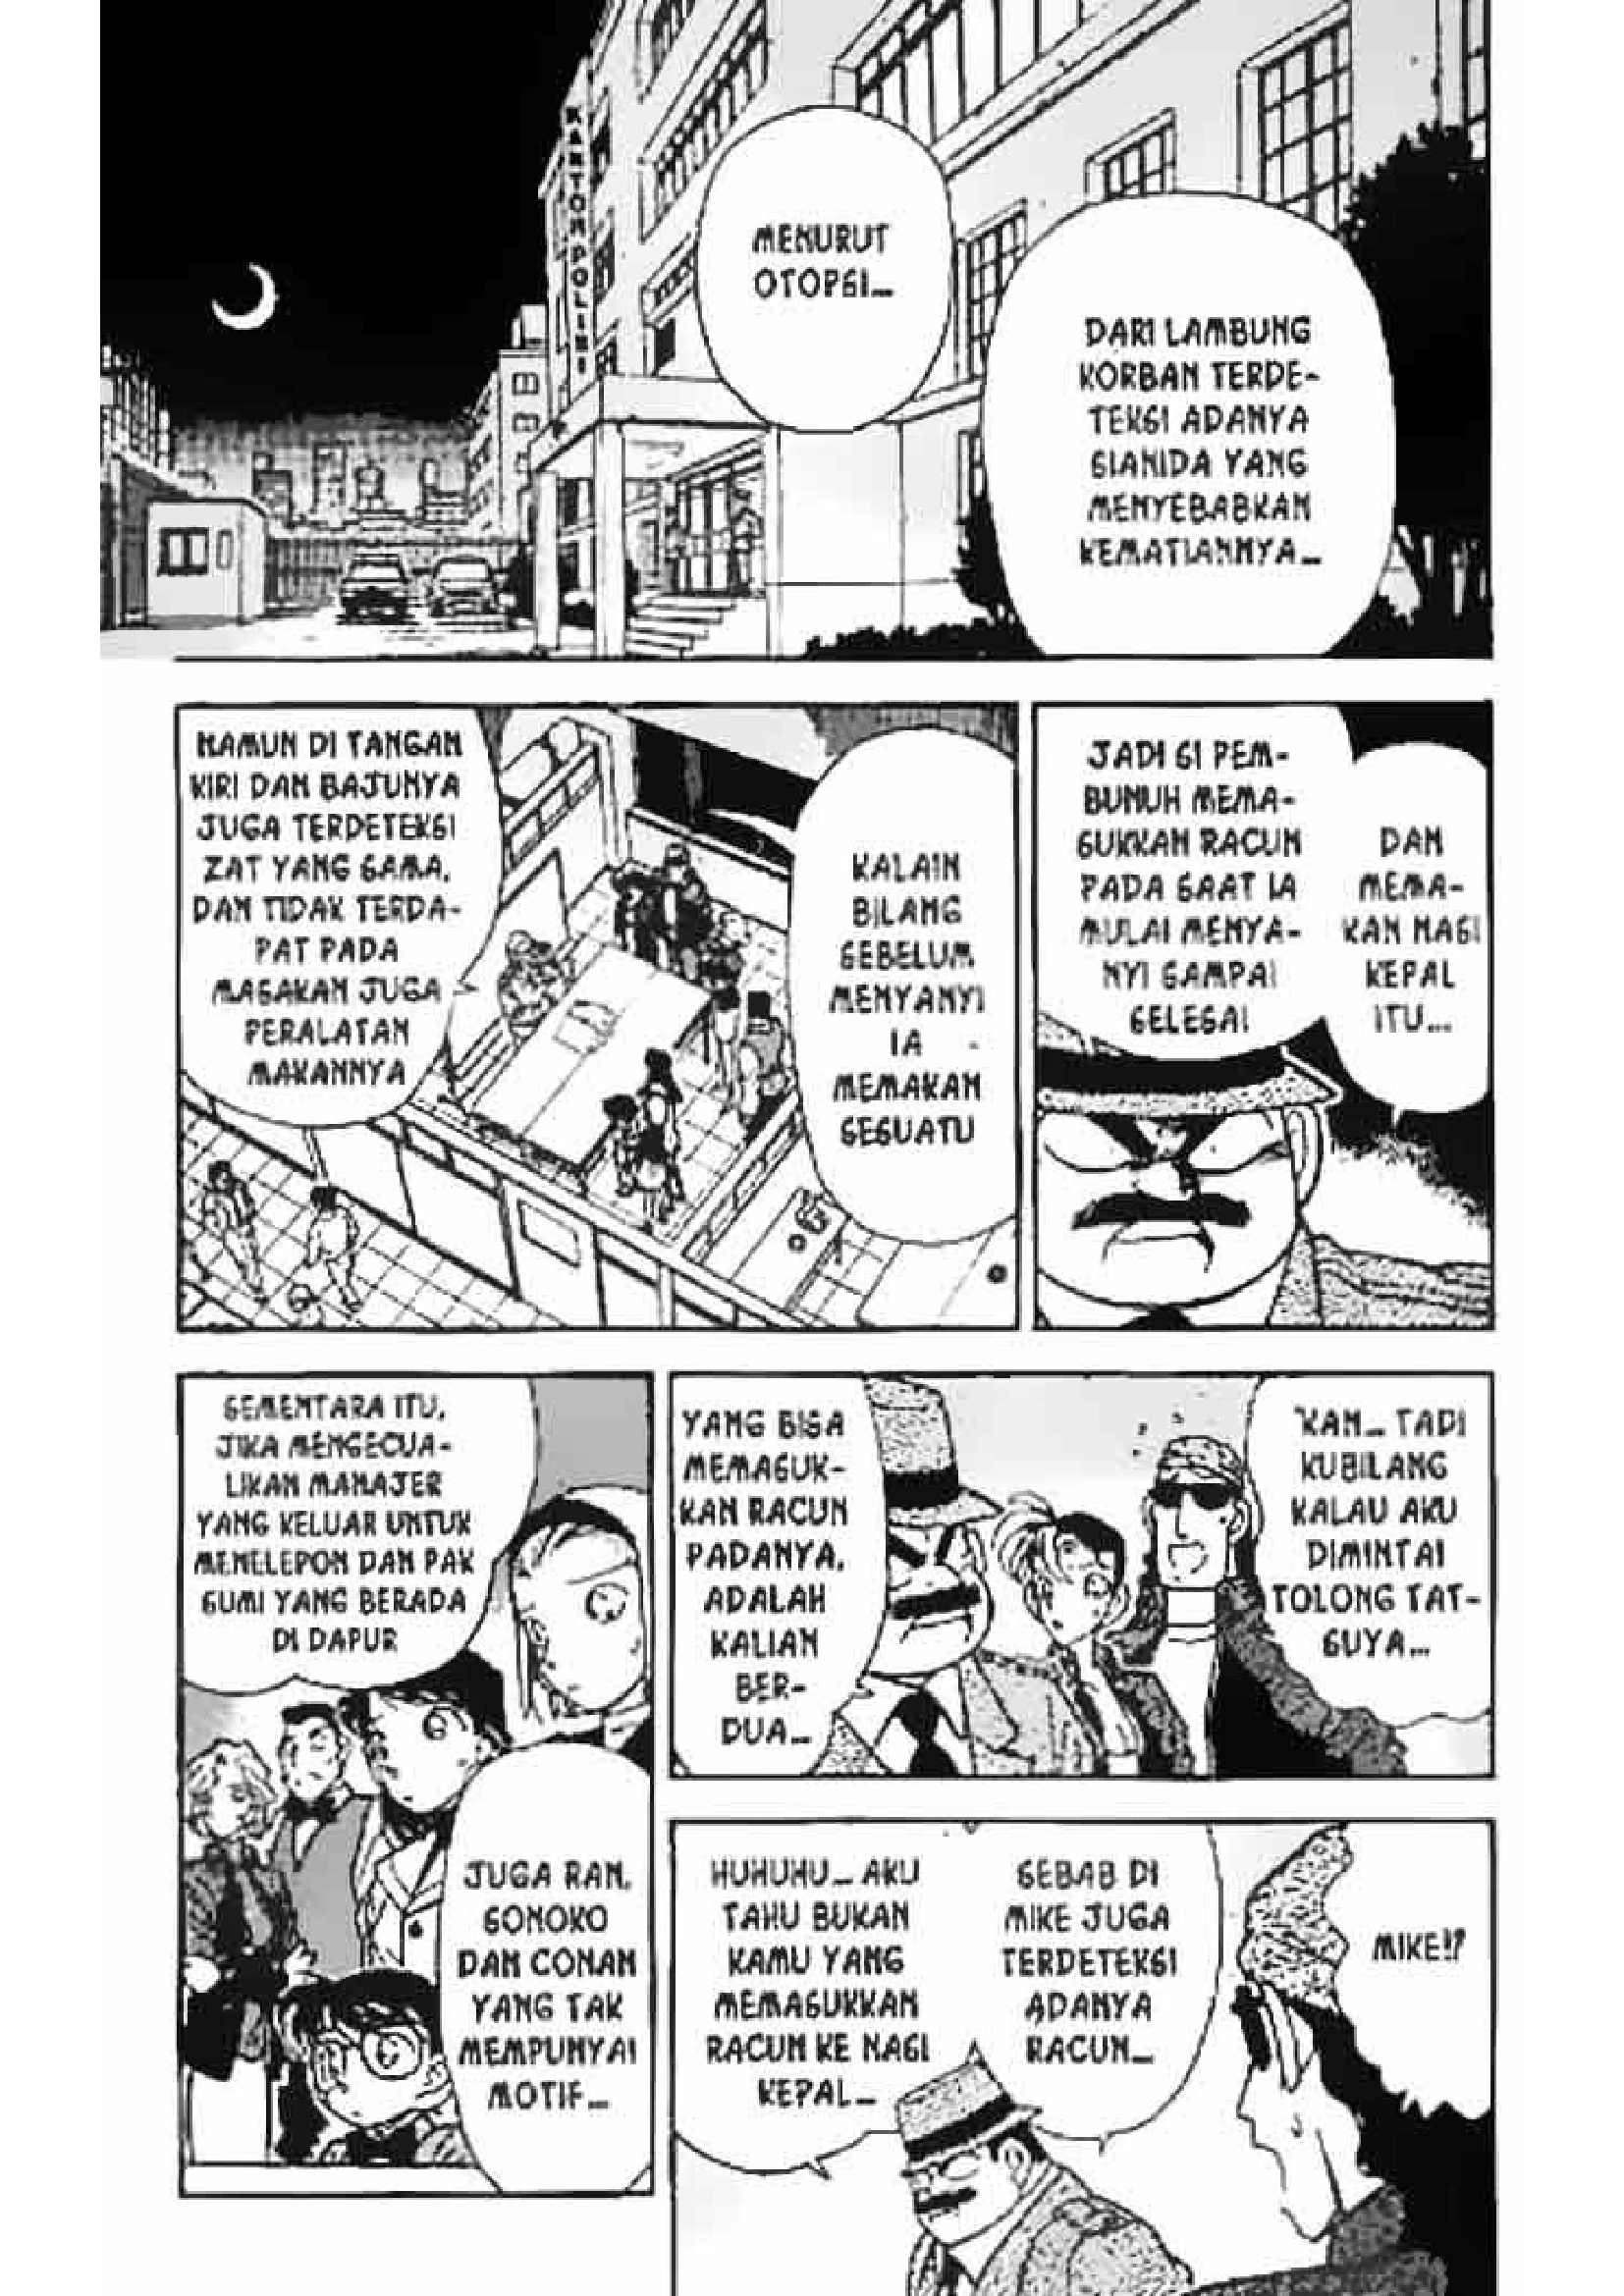 KANTOR POLISI
MENURUT
OTOPSI...
DARI LAMBUNG
KORBAN TERDE-
TEKSI ADANYA
SIANIDA YANG
MENYEBABKAN
KEMATIANNYA...
NAMUN DI TANGAN
KIRI DAN BAJUNYA
JUGA TERDETEKSI
ZAT YANG SAMA,
DAN TIDAK TERDA-
PAT PADA
MASAKAN JUGA
PERALATAN
MAKANNYA
KALAIN
BILANG
SEBELUM
MENYANYI
IA
MEMAKAN
SESUATU
JADI SI PEM-
BUNUH MEMA-
SUKKAN RACUN
PADA SAAT IA
MULAI MENYA-
NYI SAMPAI
SELESAI
DAN
MEMA-
KAN NASI
KEPAL
ITU...
SEMENTARA ITU,
JIKA MENGECUA-
LIKAN MANAJER
YANG KELUAR UNTUK
MENELEPON DAN PAK
SUMI YANG BERADA
DI DAPUR
JUGA RAN,
SONOKO
DAN CONAN
YANG TAK
MEMPUNYAI
MOTIF...
YANG BISA
MEMASUK-
KAN RACUN
PADANYA,
ADALAH
KALIAN
BER-
DUA...
'KAN... TADI
KUBILANG
KALAU AKU
DIMINTAI
TOLONG TAT-
SUYA...
HUHUHU... AKU
TAHU BUKAN
KAMU YANG
MEMASUKKAN
RACUN KE NASI
KEPAL...
SEBAB DI
MIKE JUGA
TERDETEKSI
ADANYA
RACUN...
MIKE!?